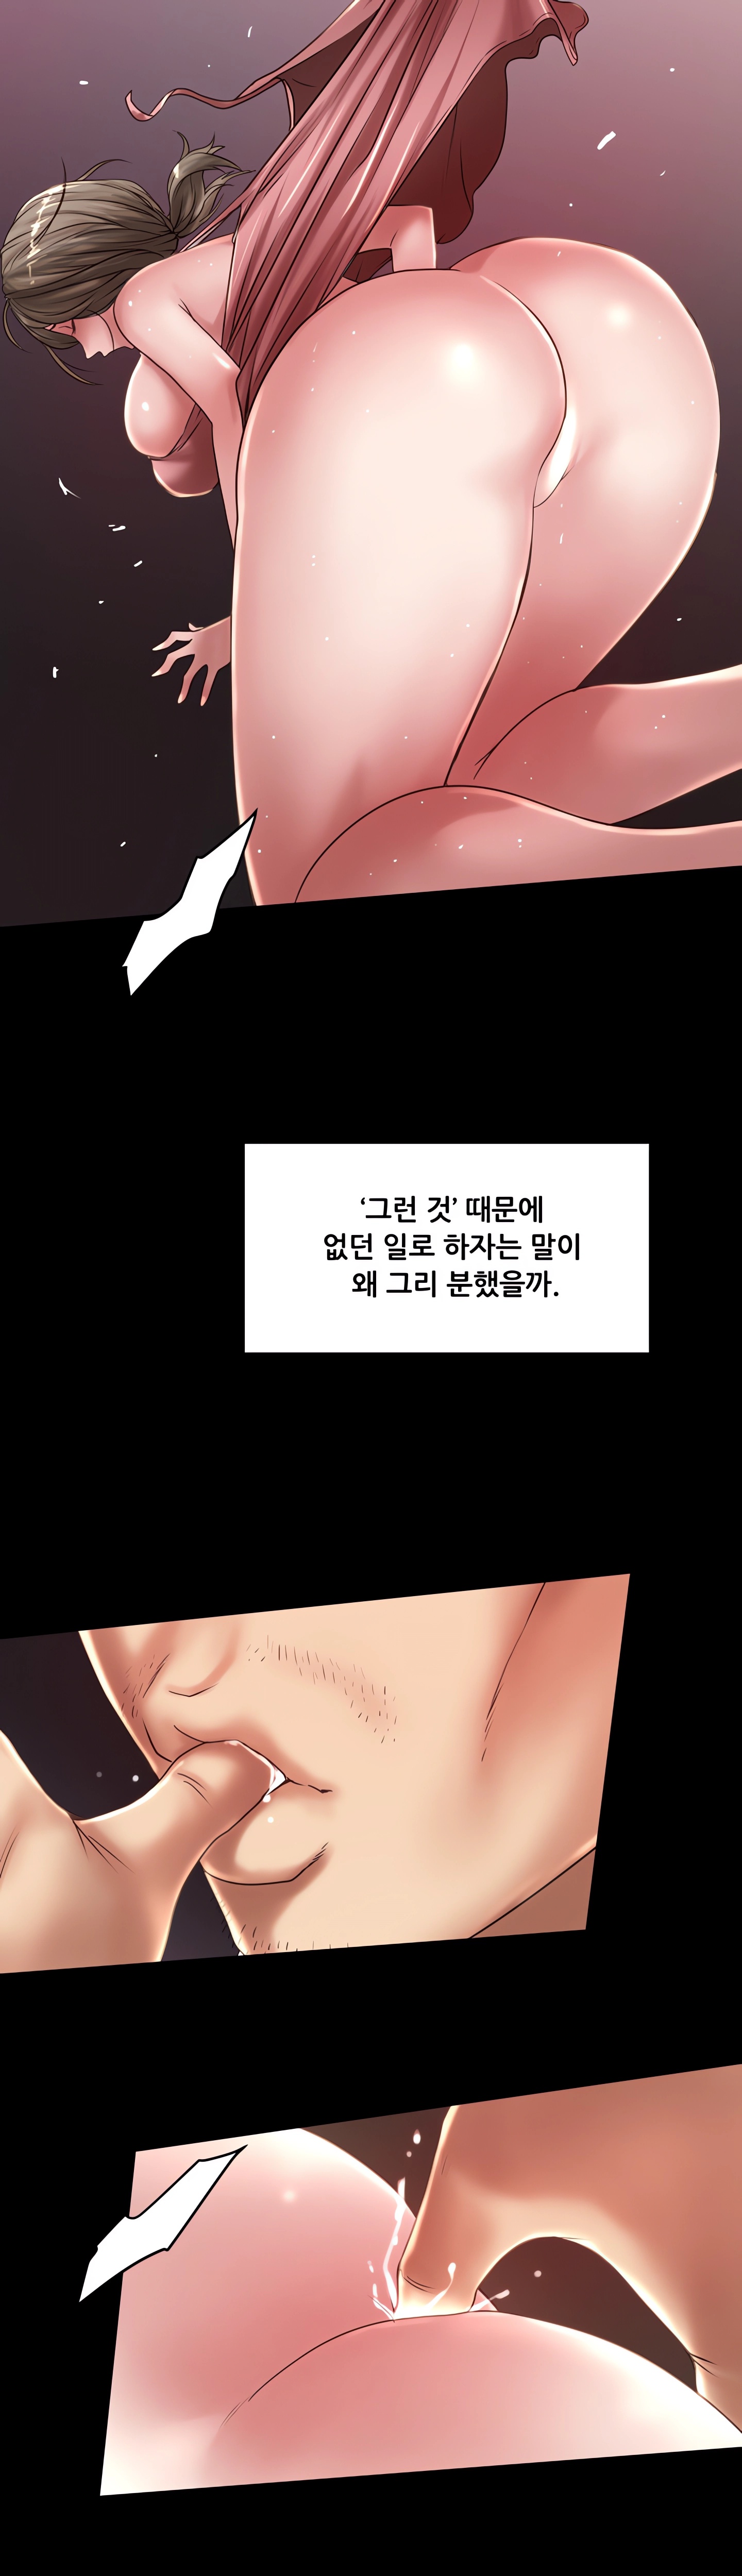 ‘그런 것’ 때문에
없던 일로 하자는 말이
왜 그리 분했을까.